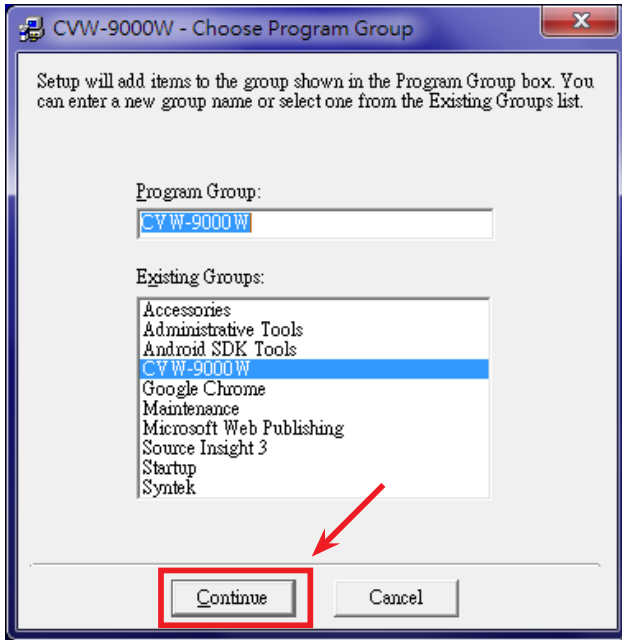 CVW-9000W - Choose Program Group
Setup will add items to the group shown in the Program Group box. You
can enter a new group name or select one from the Existing Groups list.
Program Group:
CVW-9000W
Existing Groups:
Accessories
Administrative Tools
Android SDK Tools
CVW-9000W
Google Chrome
Maintenance
Microsoft Web Publishing
Source Insight 3
Startup
Syntek
Continue
Cancel